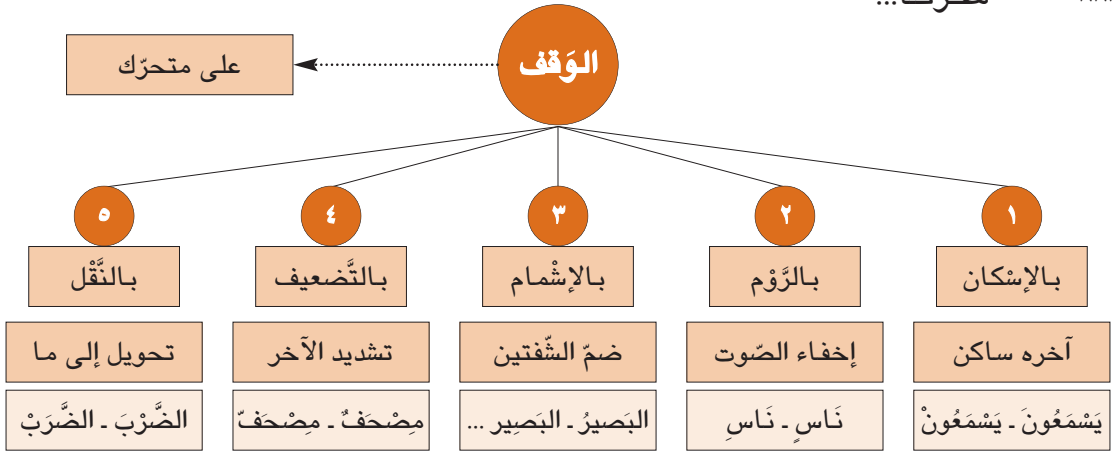 الوَقف
على متحرّك
١ ٢ ٣ ٤ ٥
بالإسْكان بالرَّوْم بالإشْمام بالتَّضعيف بالنَّقْل
آخره ساكن إخفاء الصّوت ضمّ الشّفتين تشديد الآخر تحويل إلى ما
يَسْمَعُونَ ـ يَسْمَعُونْ نَاسٍ ـ نَاسِ البَصيرُ ـ البَصِير ... مِصْحَفٌ ـ مِصْحَفّ الضَّرْبَ ـ الضَّرَبْ